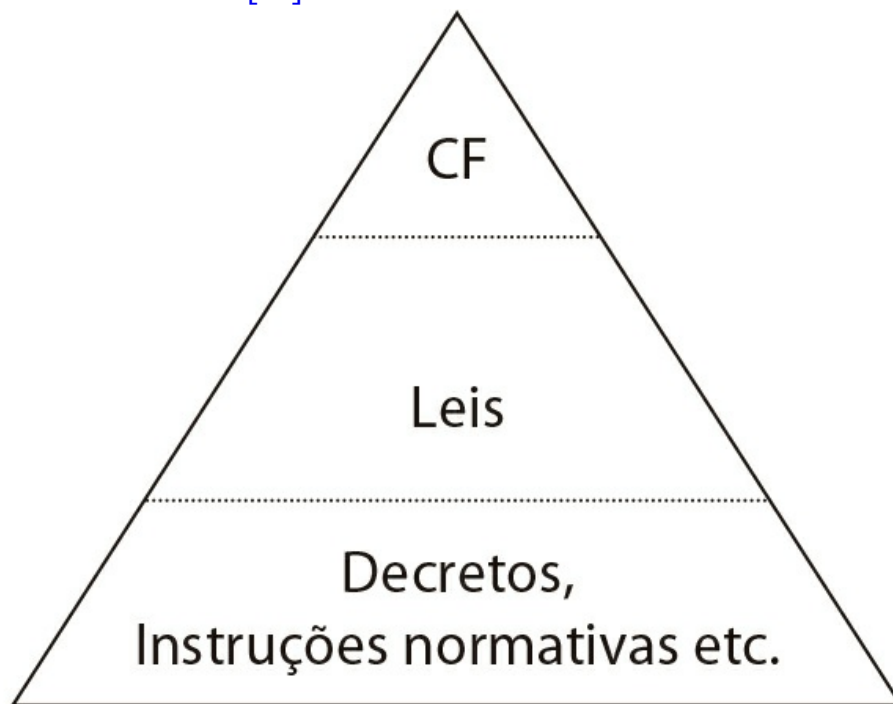 CF
Leis
Decretos,
Instruções normativas etc.